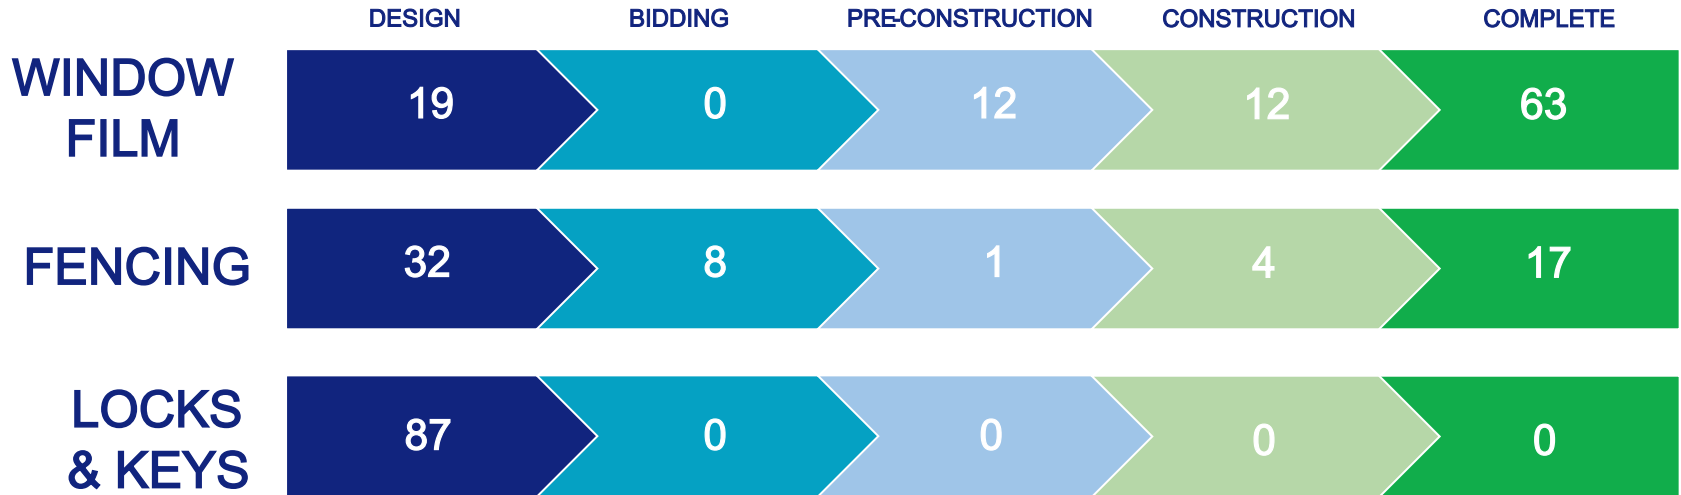 DESIGN BIDDING PRE-CONSTRUCTION CONSTRUCTION COMPLETE
WINDOW
FILM
19 0 12 12 63
FENCING
32 8 1 4 17
LOCKS
& KEYS
87 0 0 0 0